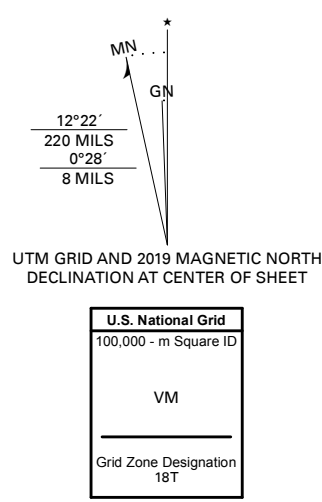 ★
MN
GN
12°22´
220 MILS
0°28´
8 MILS
UTM GRID AND 2019 MAGNETIC NORTH
DECLINATION AT CENTER OF SHEET
U.S. National Grid
100,000 - m Square ID
VM
Grid Zone Designation
18T